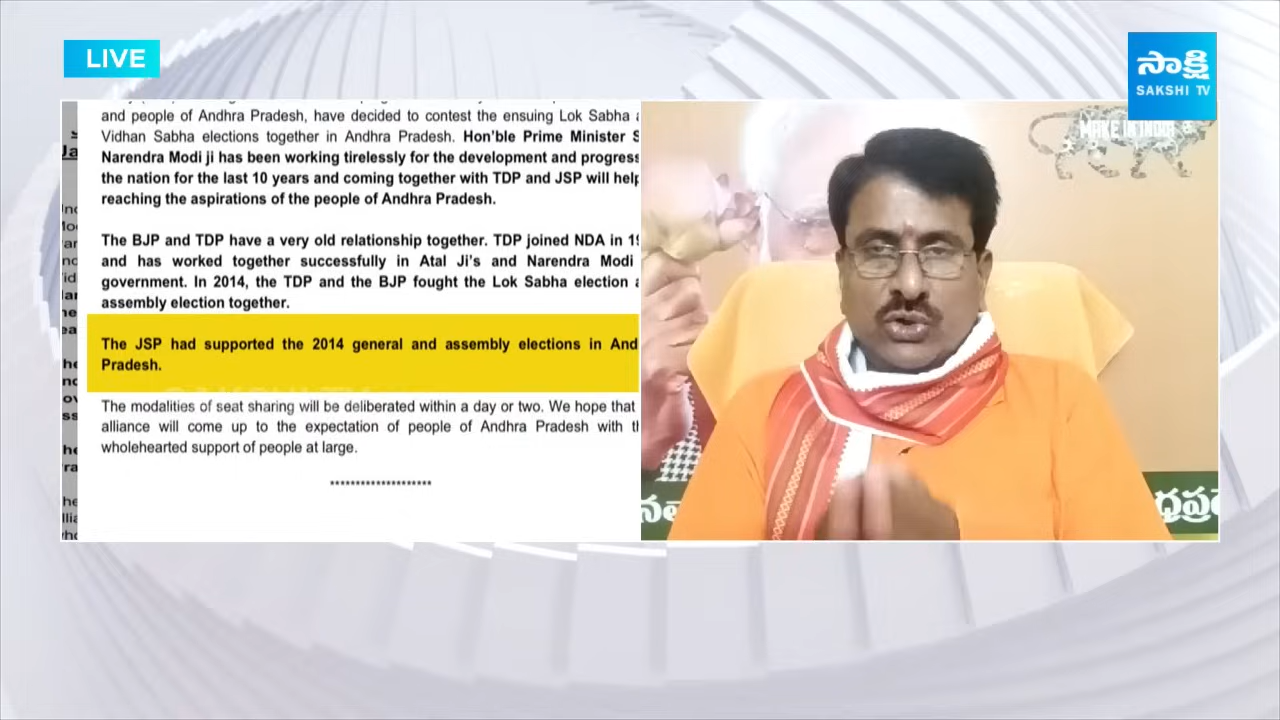 LIVE
సాక్షి
SAKSHI TV
and people of Andhra Pradesh, have decided to contest the ensuing Lok Sabha
Vidhan Sabha elections together in Andhra Pradesh. Hon'ble Prime Minister S
Narendra Modi ji has been working tirelessly for the development and progress
the nation for the last 10 years and coming together with TDP and JSP will help
reaching the aspirations of the people of Andhra Pradesh.
The BJP and TDP have a very old relationship together. TDP joined NDA in 19
and has worked together successfully in Atal Ji's and Narendra Modi
government. In 2014, the TDP and the BJP fought the Lok Sabha election a
assembly election together.
The JSP had supported the 2014 general and assembly elections in And
Pradesh.
The modalities of seat sharing will be deliberated within a day or two. We hope that
alliance will come up to the expectation of people of Andhra Pradesh with th
wholehearted support of people at large.
********************
MAKE IN INDIA